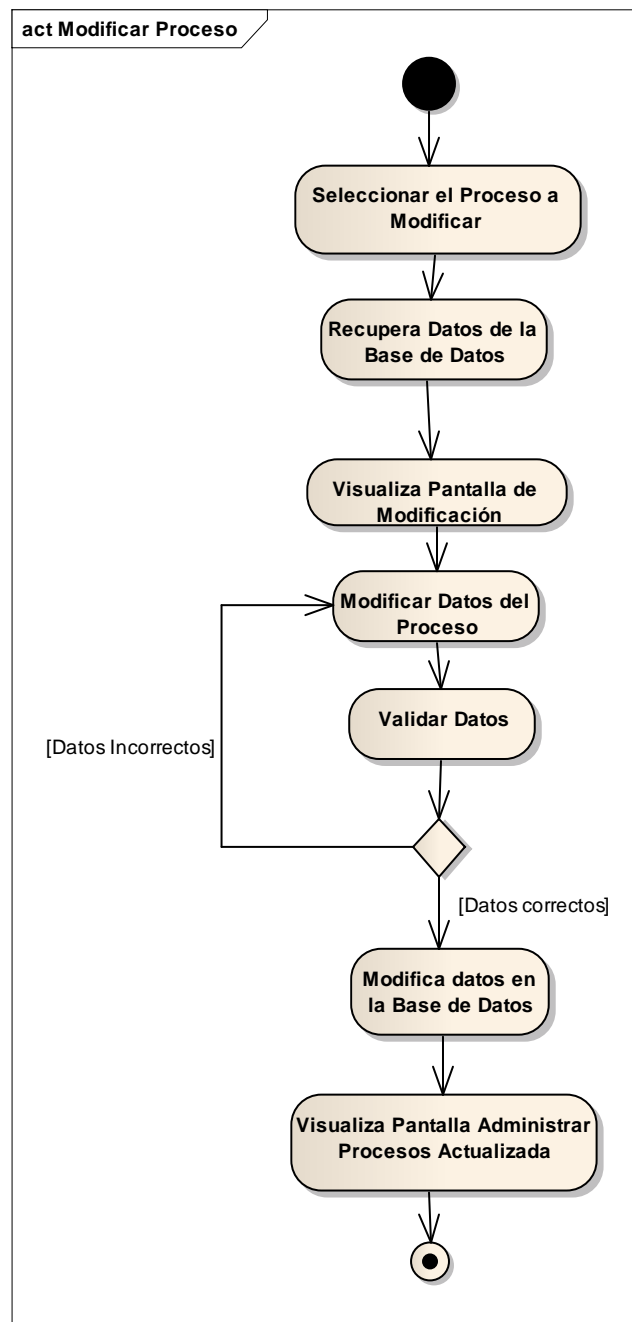 act Modificar Proceso
Seleccionar el Proceso a
Modificar
Recupera Datos de la
Base de Datos
Visualiza Pantalla de
Modificación
Modificar Datos del
Proceso
Validar Datos
[Datos Incorrectos]
[Datos correctos]
Modifica datos en
la Base de Datos
Visualiza Pantalla Administrar
Procesos Actualizada